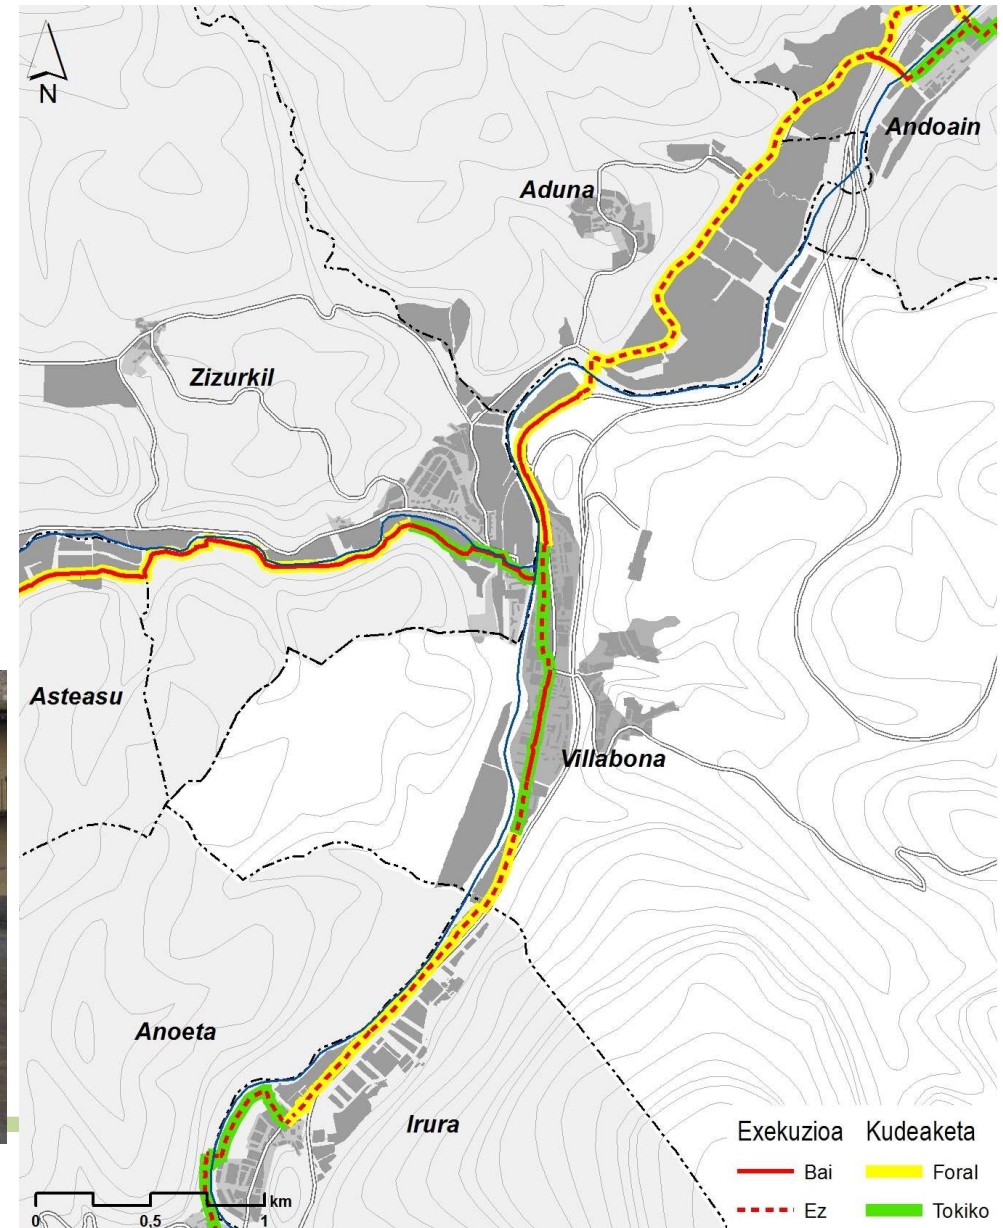 N
Andoain
Aduna
Zizurkil
Asteasu
Villabona
Anoeta
Irura
Exekuzioa Kudeaketa
Bai Foral
Ez Tokiko
km
0 0.5 1